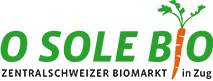 O SOLE BIO
ZENTRALSCHWEIZER BIOMARKT in Zug